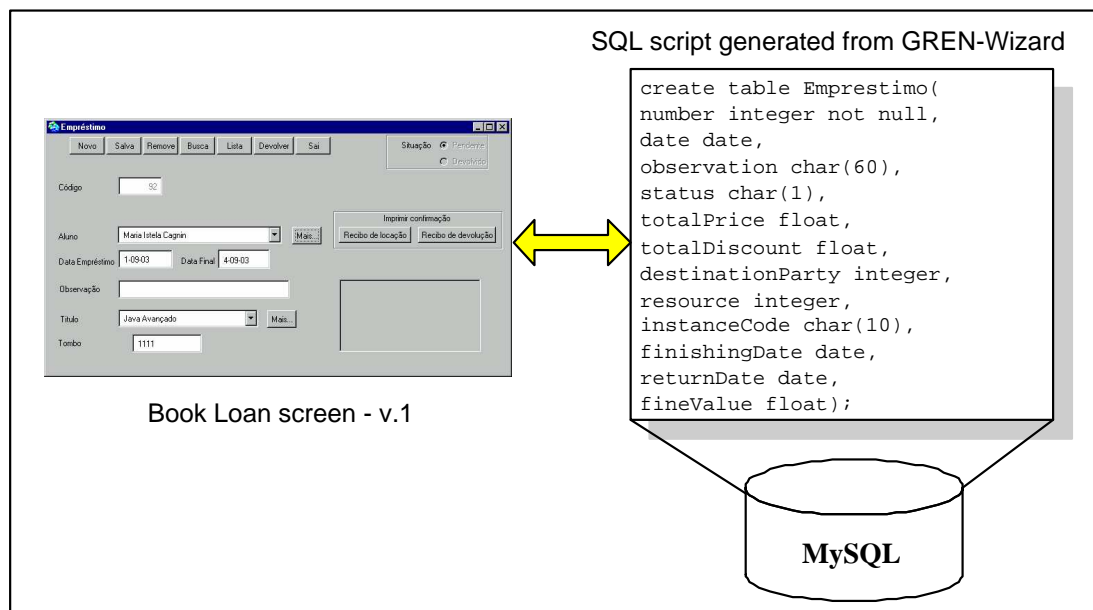 SQL script generated from GREN-Wizard
Empréstimo
Novo Salva Remove Busca Lista Devolver Sai
Situação Pendente
Devolvido
Código 92
Imprimir confirmação
Aluno Maria Istela Cagnin Mais... Recibo de locação Recibo de devolução
Data Empréstimo 1-09-03 Data Final 4-09-03
Observação
Título Java Avançado Mais...
Tombo 1111
Book Loan screen - v.1
create table Emprestimo(
number integer not null,
date date,
observation char(60),
status char(1),
totalPrice float,
totalDiscount float,
destinationParty integer,
resource integer,
instanceCode char(10),
finishingDate date,
returnDate date,
fineValue float);
MySQL